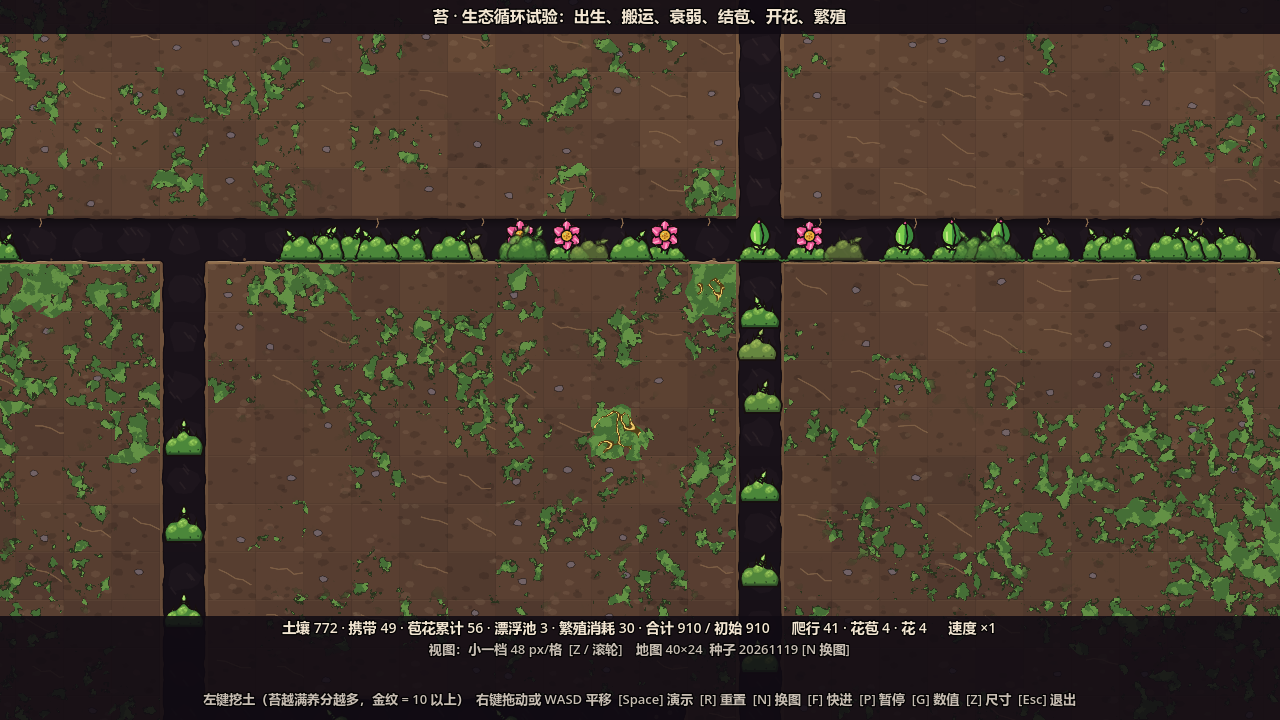 苔 · 生态循环试验：出生、搬运、衰弱、结苞、开花、繁殖
土壤 772 · 携带 49 · 苞花累计 56 · 漂浮池 3 · 繁殖消耗 30 · 合计 910 / 初始 910 爬行 41 · 花苞 4 · 花 4 速度 ×1
视图：小一档 48 px/格 [Z / 滚轮] 地图 40×24 种子 20261119 [N 换图]
左键挖土（苔越满养分越多，金纹 = 10 以上） 右键拖动或 WASD 平移 [Space] 演示 [R] 重置 [N] 换图 [F] 快进 [P] 暂停 [G] 数值 [Z] 尺寸 [Esc] 退出